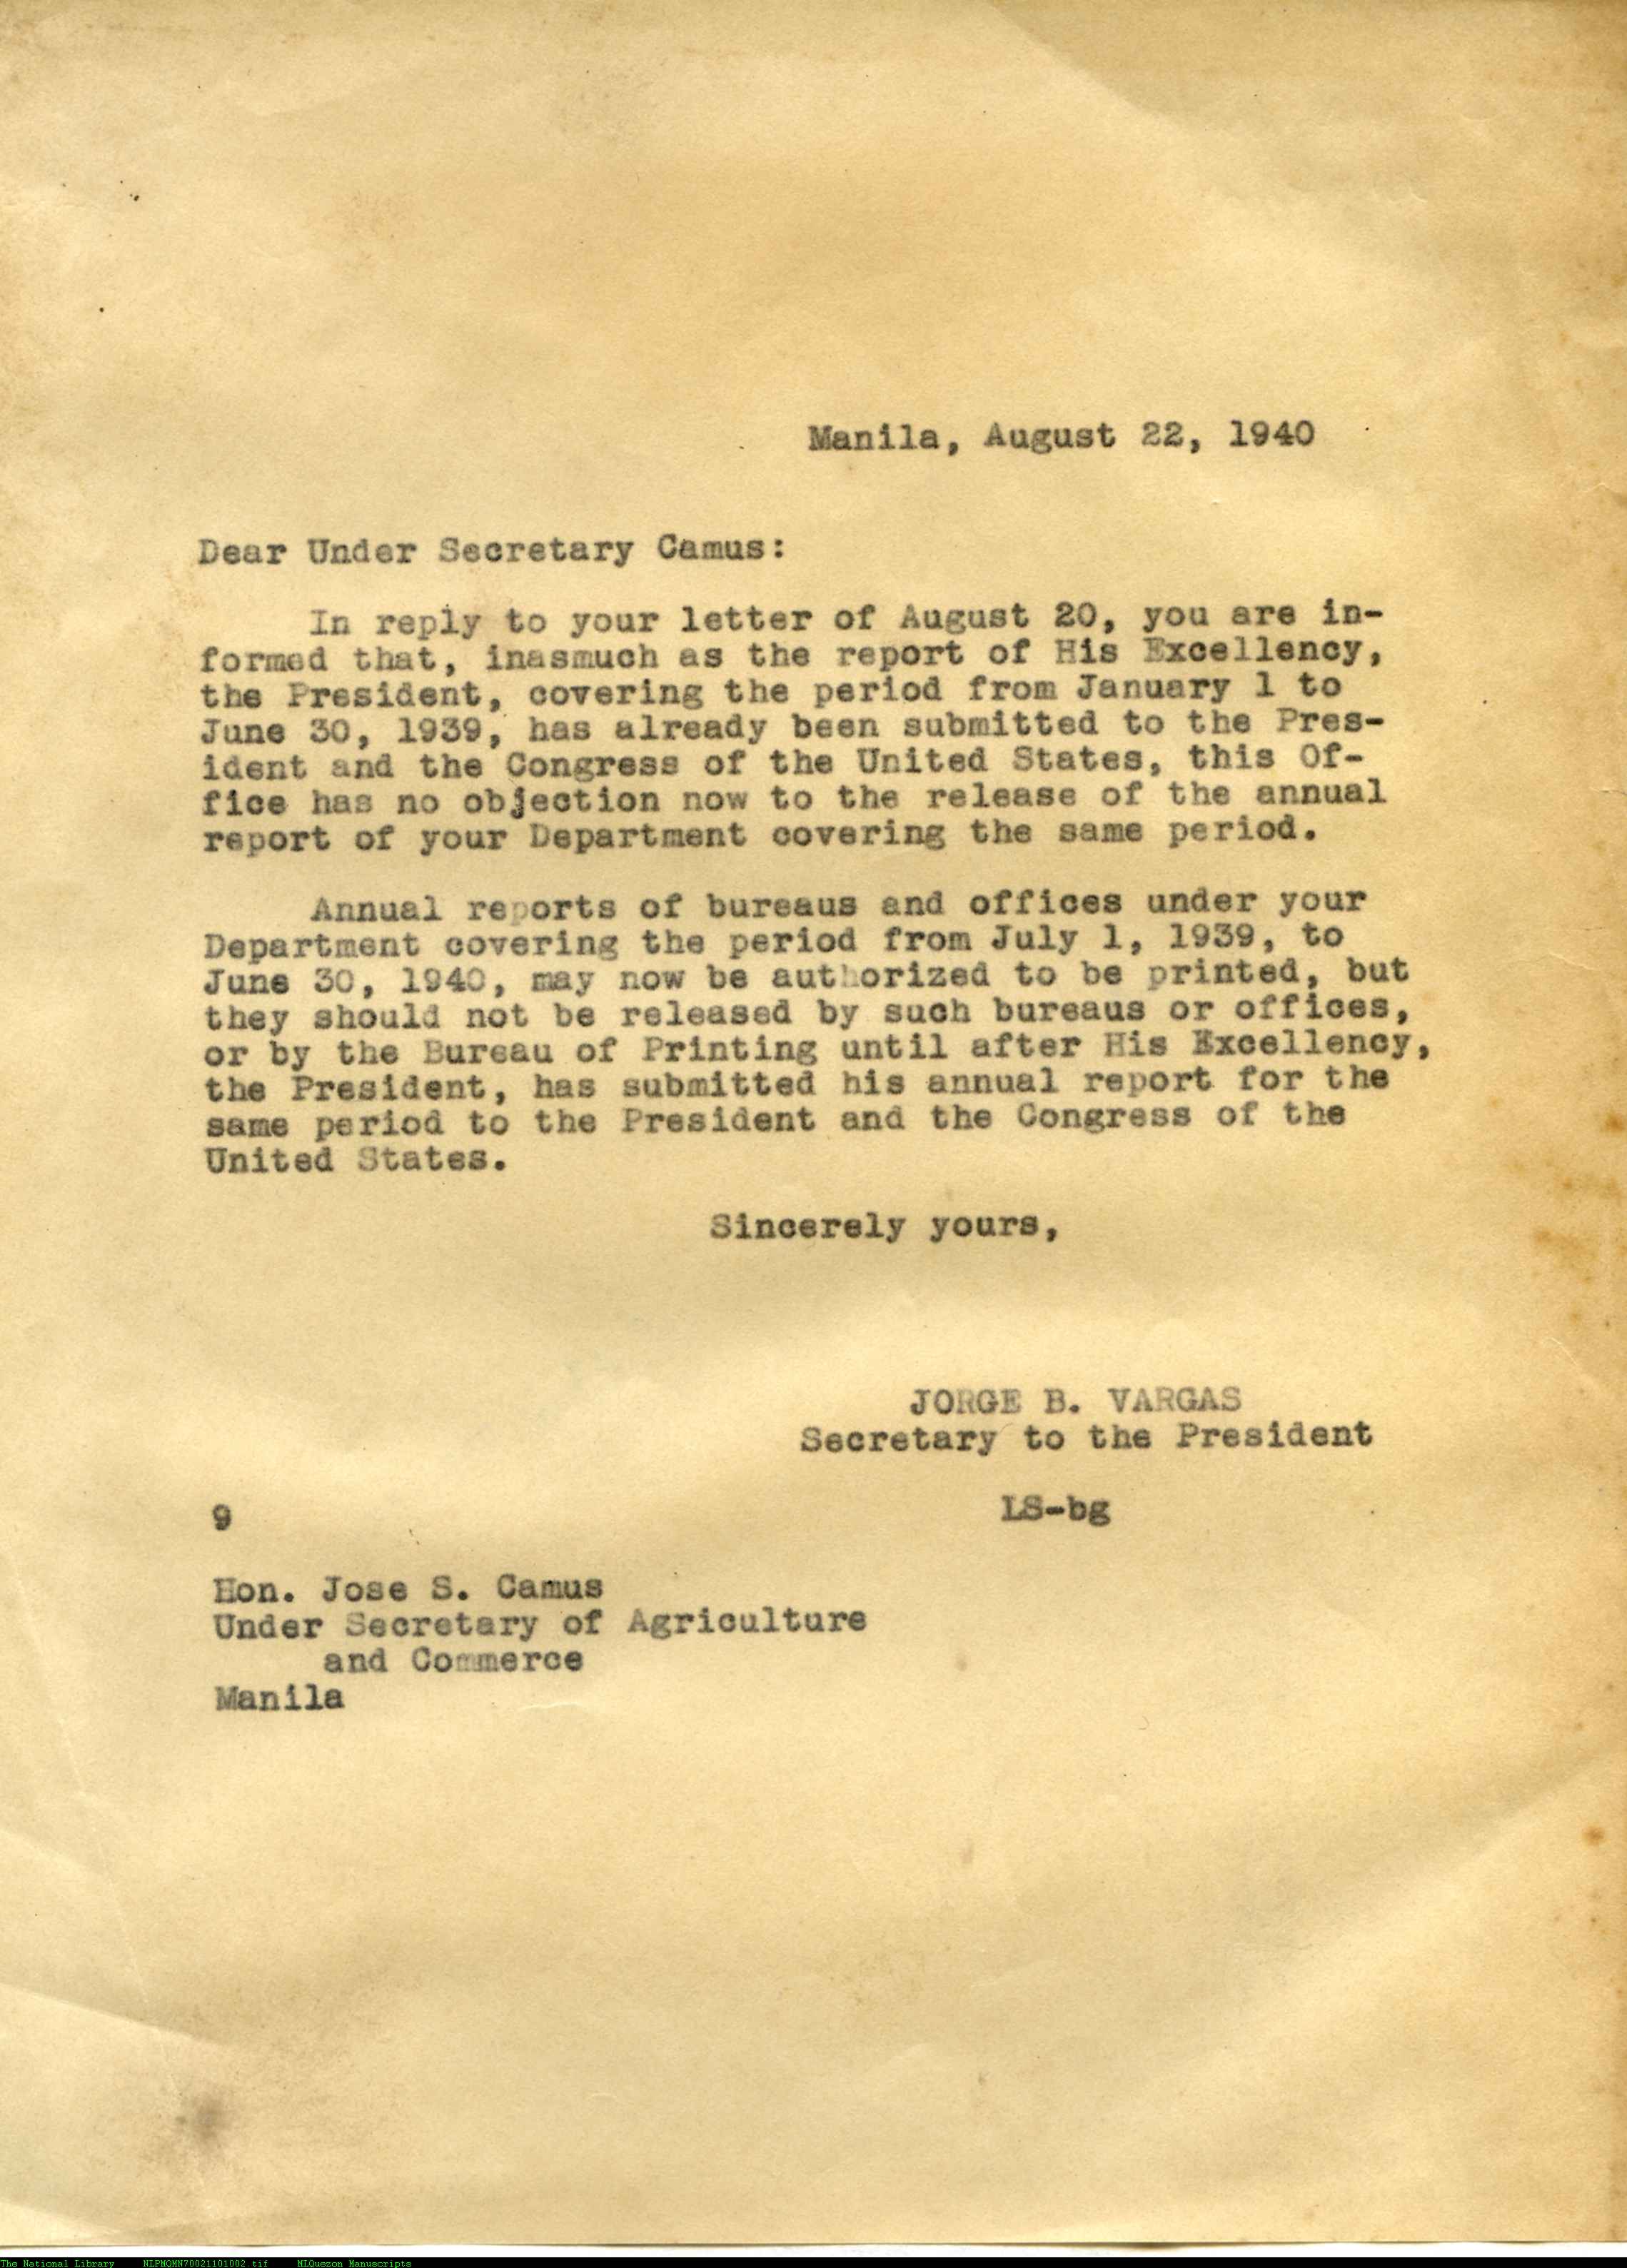 Manila, August 22, 1940
Dear Under Secretary Camus:
In reply to your letter of August 20, you are in-
formed that, inasmuch as the report of His Excellency,
the President, covering the period from January 1 to
June 30, 1939, has already been submitted to the Pres-
ident and the Congress of the United States, this Of-
fice has no objection now to the release of the annual
report of your Department covering the same period.
Annual reports of bureaus and offices under your
Department covering the period from July 1, 1939, to
June 30, 1940, may now be authorized to be printed, but
they should not be released by such bureaus or offices,
or by the Bureau of Printing until after His Excellency,
the President, has submitted his annual report for the
same period to the President and the Congress of the
United States.
Sincerely yours,
JORGE B. VARGAS
Secretary to the President
9 LS-bg
Hon. Jose S. Camus
Under Secretary of Agriculture
and Commerce
Manila
The National Library NLPMQMN70021101002.tif MLQuezon Manuscripts